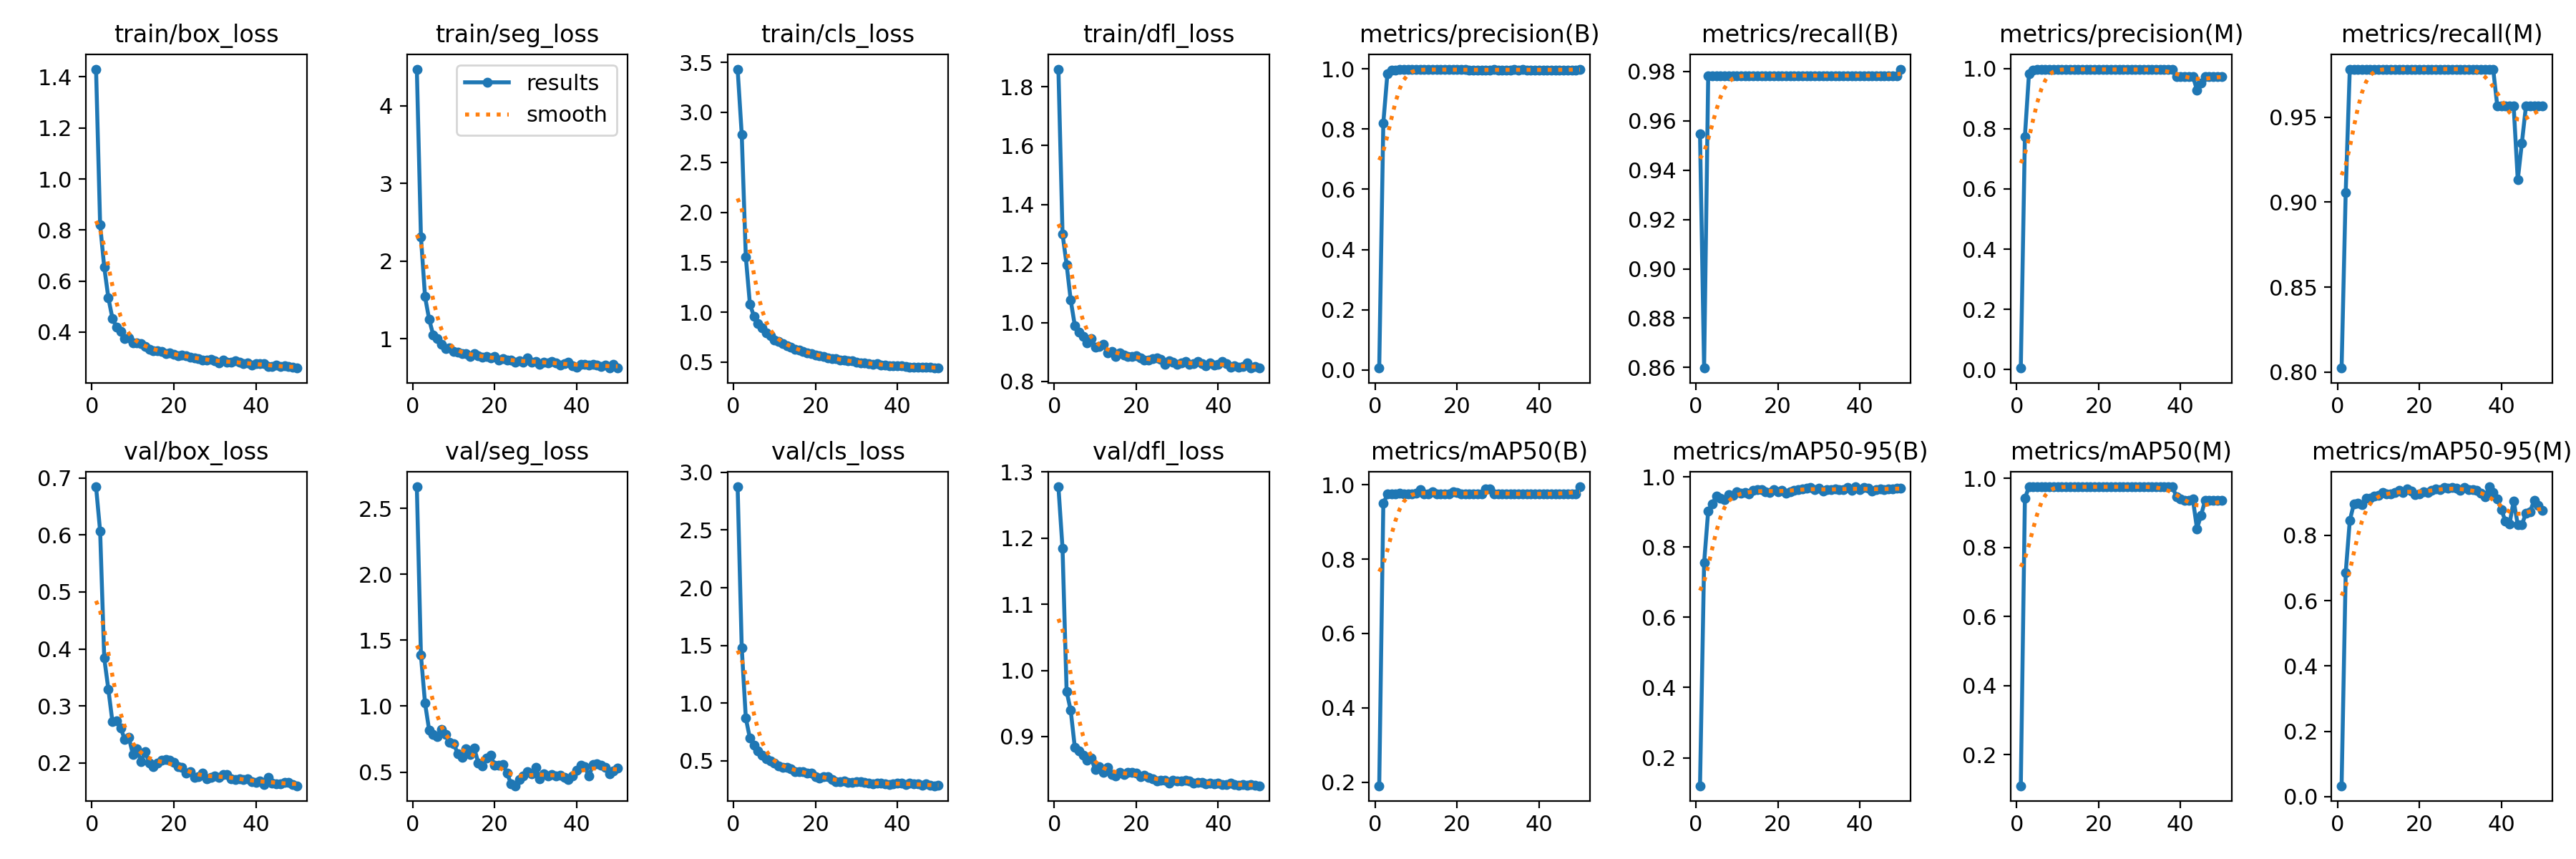 train/box_loss
train/seg_loss
train/cls_loss
train/dfl_loss
metrics/precision(B)
metrics/recall(B)
metrics/precision(M)
metrics/recall(M)
results
smooth
1.4
1.2
1.0
0.8
0.6
0.4
0 20 40
4
3
2
1
0 20 40
3.5
3.0
2.5
2.0
1.5
1.0
0.5
0 20 40
1.8
1.6
1.4
1.2
1.0
0.8
0 20 40
1.0
0.8
0.6
0.4
0.2
0.0
0 20 40
0.98
0.96
0.94
0.92
0.90
0.88
0.86
0 20 40
1.0
0.8
0.6
0.4
0.2
0.0
0 20 40
0.95
0.90
0.85
0.80
0 20 40
val/box_loss
val/seg_loss
val/cls_loss
val/dfl_loss
metrics/mAP50(B)
metrics/mAP50-95(B)
metrics/mAP50(M)
metrics/mAP50-95(M)
0.7
0.6
0.5
0.4
0.3
0.2
0 20 40
2.5
2.0
1.5
1.0
0.5
0 20 40
3.0
2.5
2.0
1.5
1.0
0.5
0 20 40
1.3
1.2
1.1
1.0
0.9
0 20 40
1.0
0.8
0.6
0.4
0.2
0 20 40
1.0
0.8
0.6
0.4
0.2
0 20 40
1.0
0.8
0.6
0.4
0.2
0 20 40
0.8
0.6
0.4
0.2
0.0
0 20 40